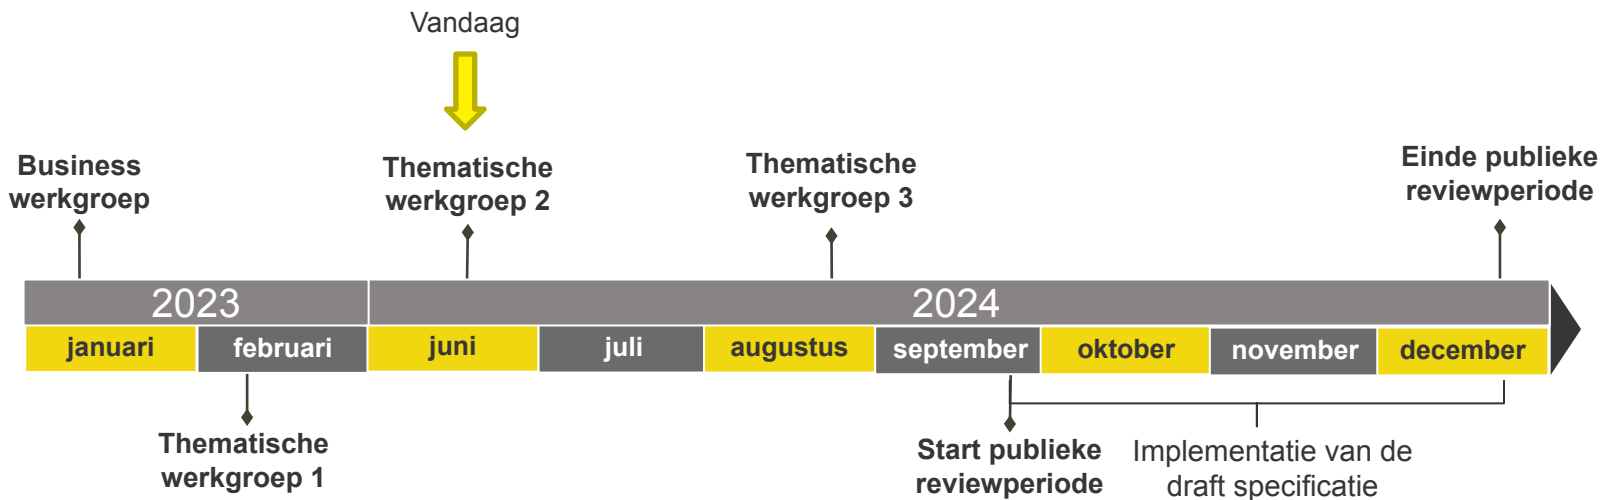 Vandaag
Business
werkgroep
Thematische
werkgroep 2
Thematische
werkgroep 3
Einde publieke
reviewperiode
2023
2024
januari
februari
juni
juli
augustus
september
oktober
november
december
Thematische
werkgroep 1
Start publieke
reviewperiode
Implementatie van de
draft specificatie